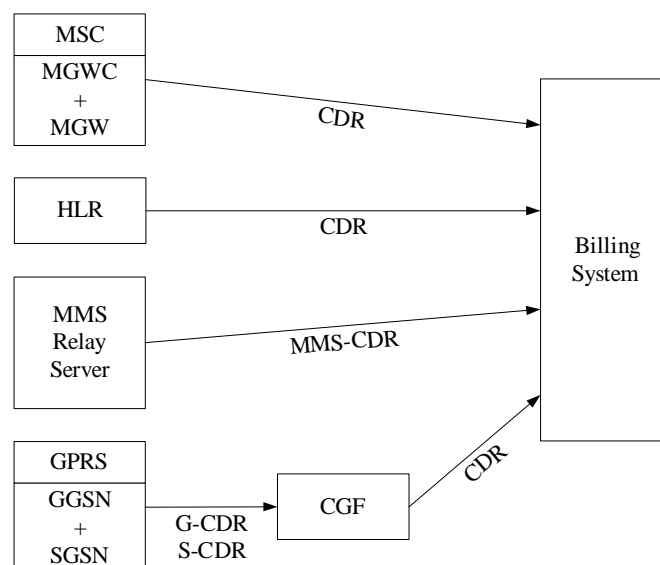 MSC
MGWC
+
MGW
CDR
HLR
CDR
Billing
System
MMS
Relay
Server
MMS-CDR
GPRS
GGSN
+
SGSN
G-CDR
S-CDR
CGF
CDR